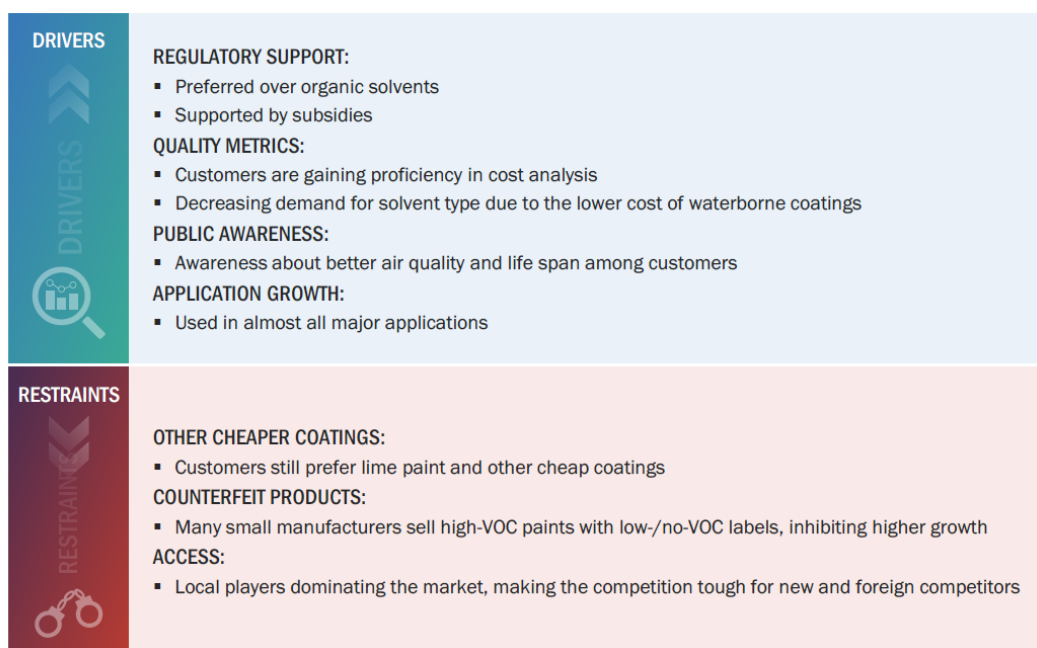 DRIVERS
DRIVERS
REGULATORY SUPPORT:
▪ Preferred over organic solvents
▪ Supported by subsidies
QUALITY METRICS:
▪ Customers are gaining proficiency in cost analysis
▪ Decreasing demand for solvent type due to the lower cost of waterborne coatings
PUBLIC AWARENESS:
▪ Awareness about better air quality and life span among customers
APPLICATION GROWTH:
▪ Used in almost all major applications
RESTRAINTS
RESTRAINTS
OTHER CHEAPER COATINGS:
▪ Customers still prefer lime paint and other cheap coatings
COUNTERFEIT PRODUCTS:
▪ Many small manufacturers sell high-VOC paints with low-/no-VOC labels, inhibiting higher growth
ACCESS:
▪ Local players dominating the market, making the competition tough for new and foreign competitors